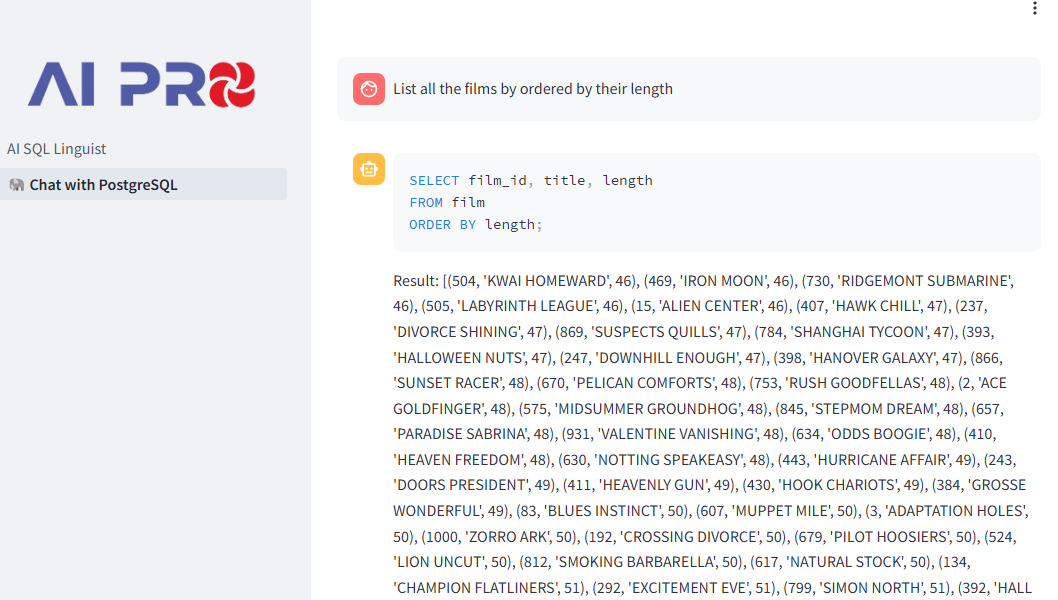 AI PRO
AI SQL Linguist
🐘 Chat with PostgreSQL
List all the films by ordered by their length
SELECT film_id, title, length
FROM film
ORDER BY length;
Result: [(504, 'KWAI HOMEWARD', 46), (469, 'IRON MOON', 46), (730, 'RIDGEMONT SUBMARINE',
46), (505, 'LABYRINTH LEAGUE', 46), (15, 'ALIEN CENTER', 46), (407, 'HAWK CHILL', 47), (237,
'DIVORCE SHINING', 47), (869, 'SUSPECTS QUILLS', 47), (784, 'SHANGHAI TYCOON', 47), (393,
'HALLOWEEN NUTS', 47), (247, 'DOWNHILL ENOUGH', 47), (398, 'HANOVER GALAXY', 47), (866,
'SUNSET RACER', 48), (670, 'PELICAN COMFORTS', 48), (753, 'RUSH GOODFELLAS', 48), (2, 'ACE
GOLDFINGER', 48), (575, 'MIDSUMMER GROUNDHOG', 48), (845, 'STEPMOM DREAM', 48), (657,
'PARADISE SABRINA', 48), (931, 'VALENTINE VANISHING', 48), (634, 'ODDS BOOGIE', 48), (410,
'HEAVEN FREEDOM', 48), (630, 'NOTTING SPEAKEASY', 48), (443, 'HURRICANE AFFAIR', 49), (243,
'DOORS PRESIDENT', 49), (411, 'HEAVENLY GUN', 49), (430, 'HOOK CHARIOTS', 49), (384, 'GROSSE
WONDERFUL', 49), (83, 'BLUES INSTINCT', 50), (607, 'MUPPET MILE', 50), (3, 'ADAPTATION HOLES',
50), (1000, 'ZORRO ARK', 50), (192, 'CROSSING DIVORCE', 50), (679, 'PILOT HOOSIERS', 50), (524,
'LION UNCUT', 50), (812, 'SMOKING BARBARELLA', 50), (617, 'NATURAL STOCK', 50), (134,
'CHAMPION FLATLINERS', 51), (292, 'EXCITEMENT EVE', 51), (799, 'SIMON NORTH', 51), (392, 'HALL